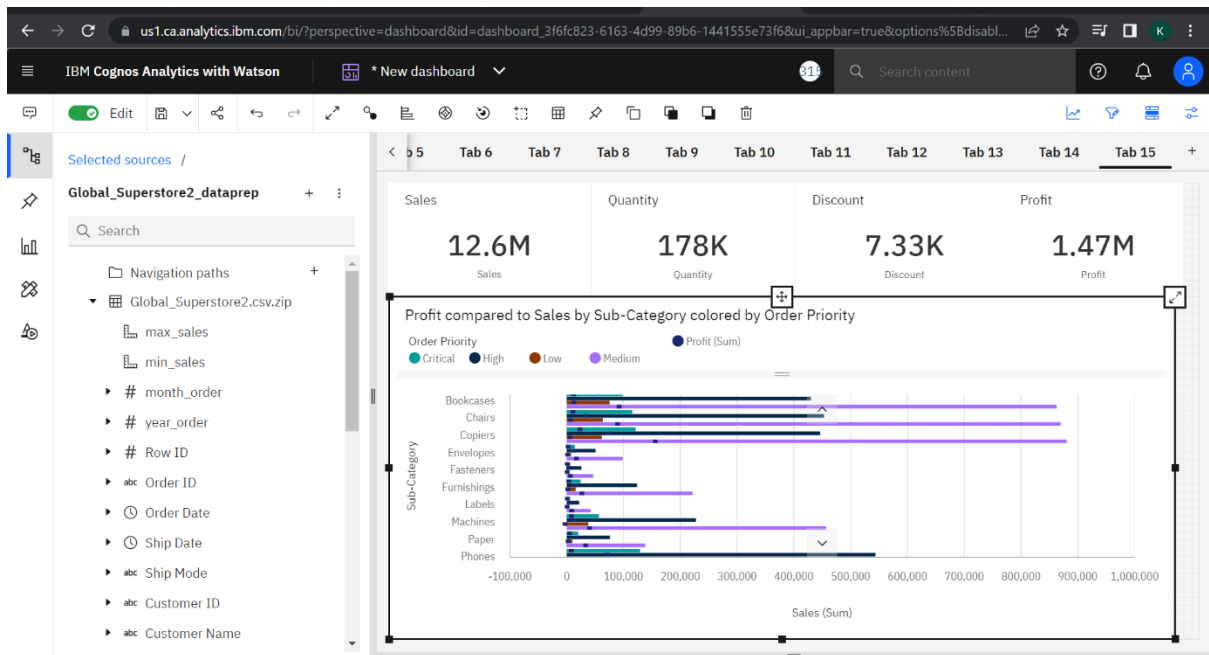 us1.ca.analytics.ibm.com/bi/?perspective=dashboard&id=dashboard_3f6fc823-6163-4d99-89b6-1441555e73f6&ui_appbar=true&options%5Bdisabl... K
IBM Cognos Analytics with Watson * New dashboard 315 Search content
Edit
Selected sources /
Global_Superstore2_dataprep
Search
Navigation paths
Global_Superstore2.csv.zip
max_sales
min_sales
# month_order
# year_order
# Row ID
abc Order ID
Order Date
Ship Date
abc Ship Mode
abc Customer ID
abc Customer Name
b 5 Tab 6 Tab 7 Tab 8 Tab 9 Tab 10 Tab 11 Tab 12 Tab 13 Tab 14 Tab 15
Sales Quantity Discount Profit
12.6M 178K 7.33K 1.47M
Sales Quantity Discount Profit
Profit compared to Sales by Sub-Category colored by Order Priority
Order Priority Profit (Sum)
Critical High Low Medium
Sub-Category
Bookcases
Chairs
Copiers
Envelopes
Fasteners
Furnishings
Labels
Machines
Paper
Phones
-100,000 0 100,000 200,000 300,000 400,000 500,000 600,000 700,000 800,000 900,000 1,000,000
Sales (Sum)